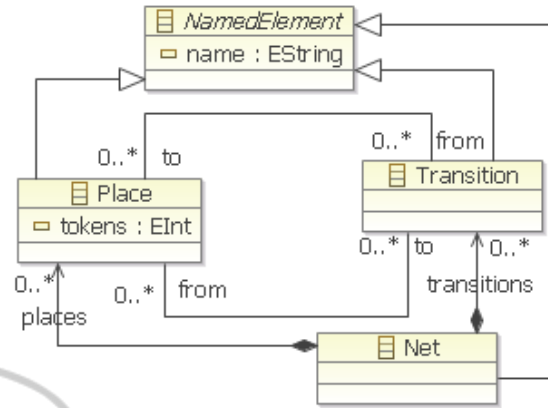 NamedElement
name : EString
0..* to
0..* from
Place
Transition
tokens : EInt
0..* to 0..*
0..* 0..* from
transitions
places
Net